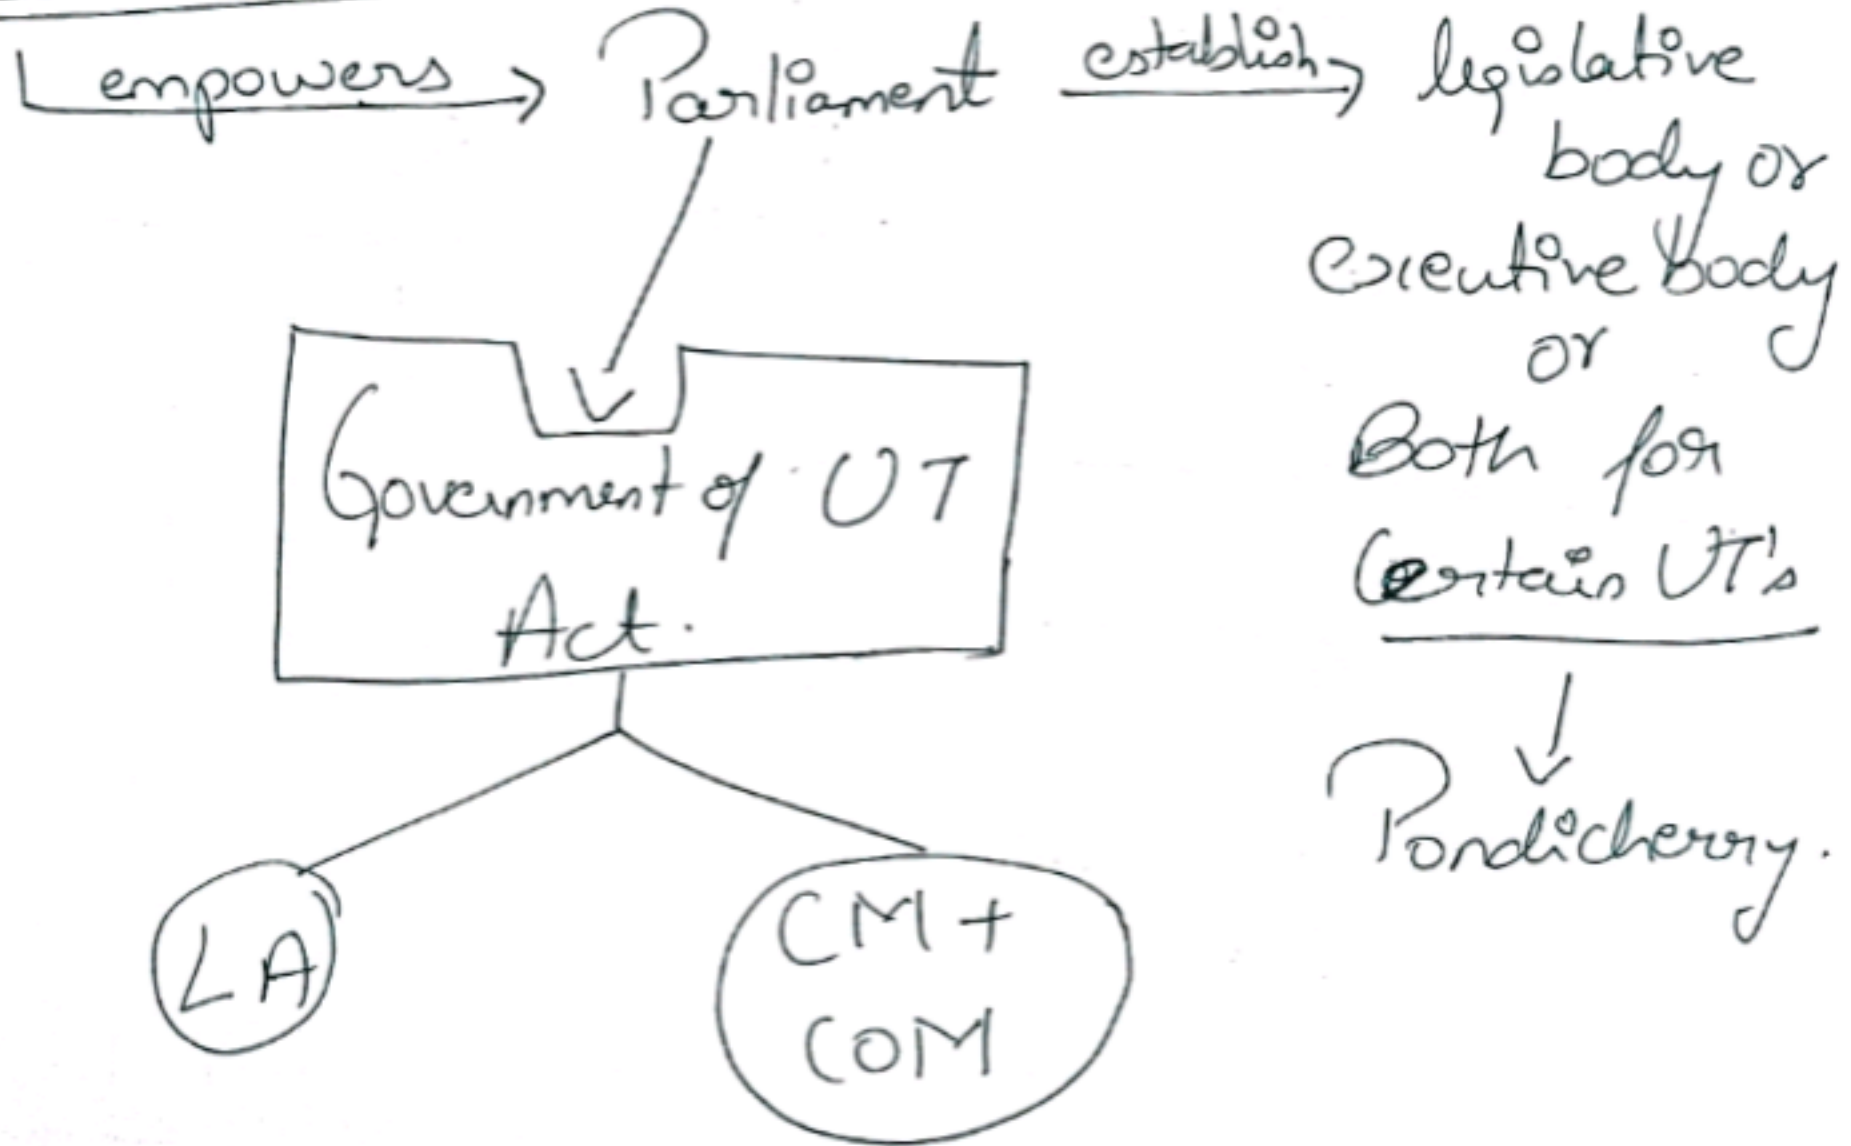 empowers Parliament establish legislative
body or
executive body
or
Both for
Certain UT's
Pondicherry.
Government of UT
Act.
LA
CM +
COM